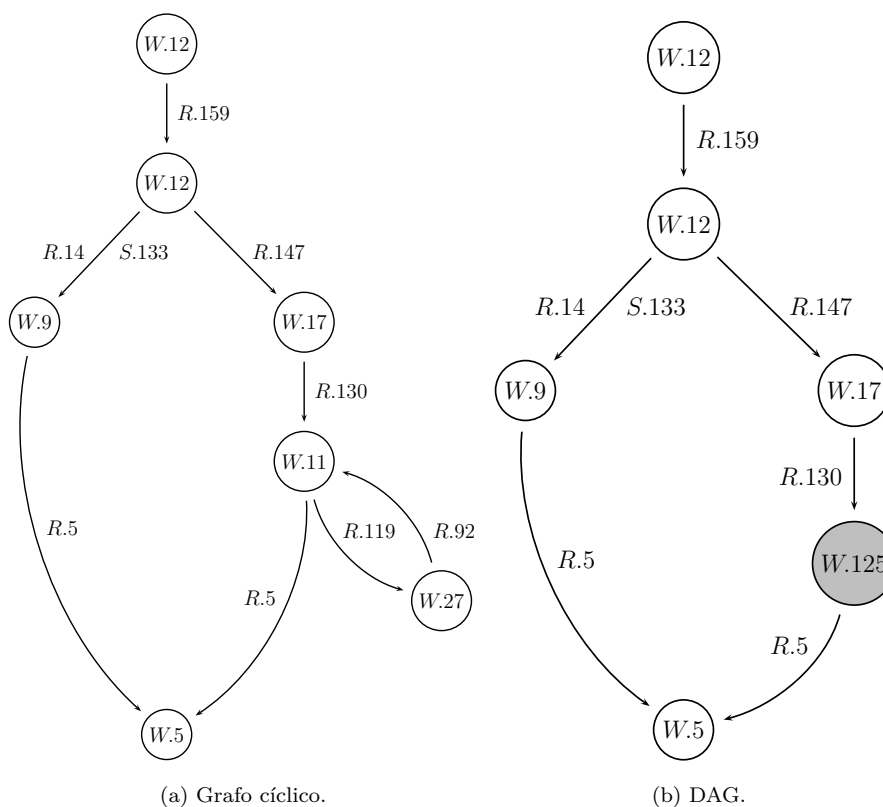 W.12
R.159
W.12
R.14 S.133 R.147
W.9 W.17
R.130
W.11
R.5 R.119 R.92
R.5 W.27
W.5
(a) Grafo cíclico.
W.12
R.159
W.12
R.14 S.133 R.147
W.9 W.17
R.130
R.5 W.125
R.5
W.5
(b) DAG.